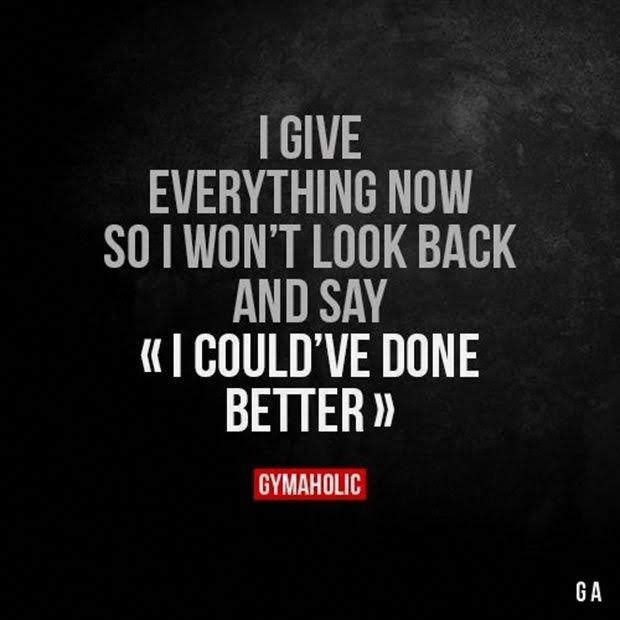 I GIVE
EVERYTHING NOW
SO I WON'T LOOK BACK
AND SAY
« I COULD'VE DONE
BETTER »
GYMAHOLIC
GA